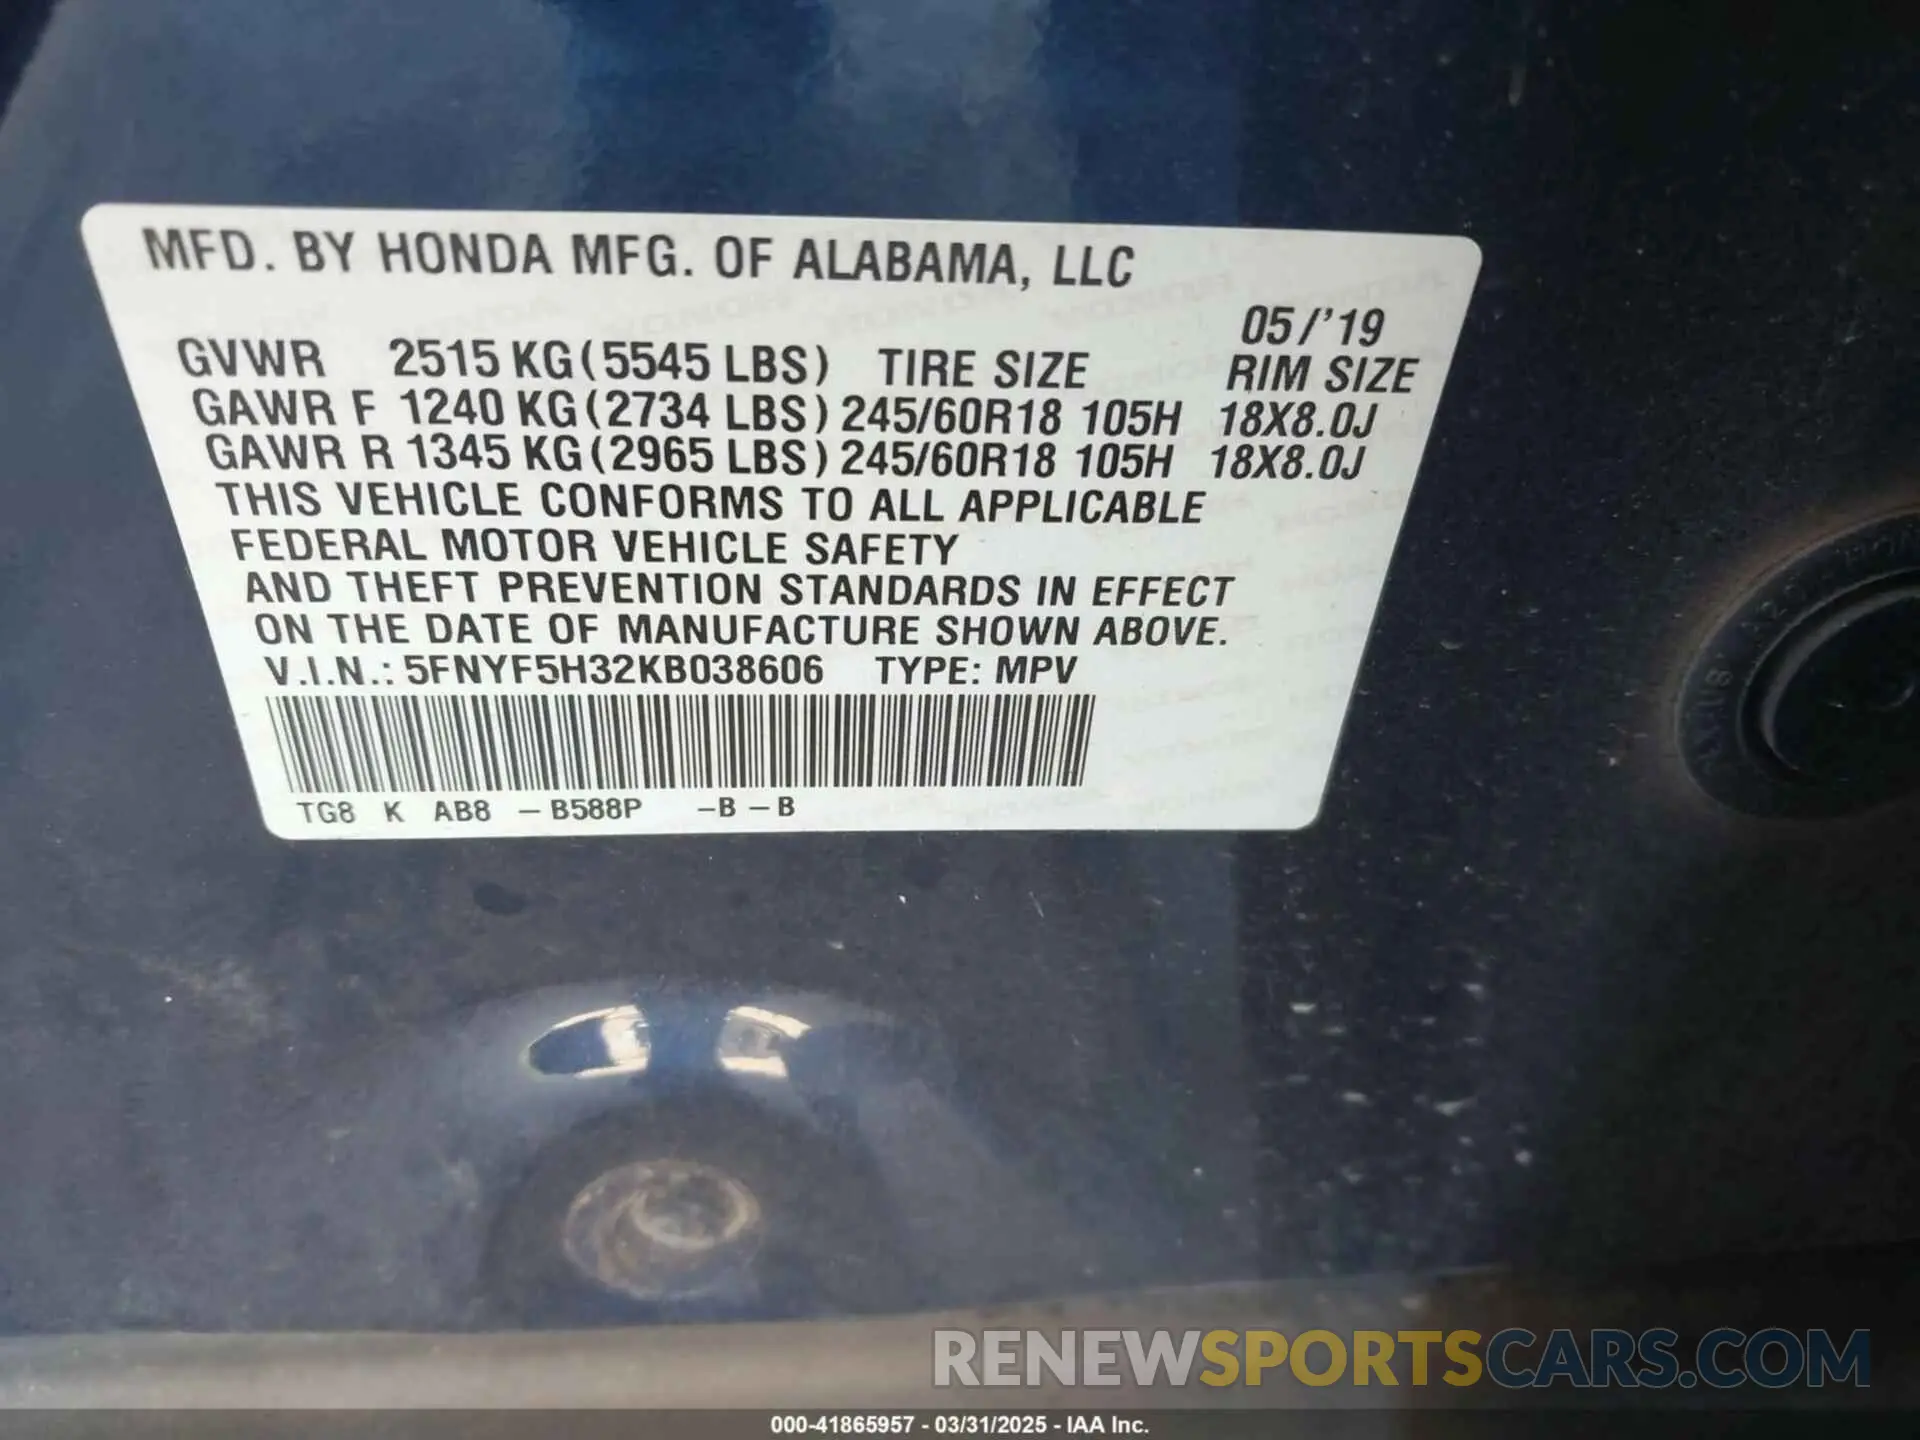 MFD. BY HONDA MFG. OF ALABAMA, LLC
05/'19
GVWR 2515 KG (5545 LBS) TIRE SIZE RIM SIZE
GAWR F 1240 KG (2734 LBS) 245/60R18 105H 18X8.0J
GAWR R 1345 KG (2965 LBS) 245/60R18 105H 18X8.0J
THIS VEHICLE CONFORMS TO ALL APPLICABLE
FEDERAL MOTOR VEHICLE SAFETY
AND THEFT PREVENTION STANDARDS IN EFFECT
ON THE DATE OF MANUFACTURE SHOWN ABOVE.
V.I.N.: 5FNYF5H32KB038606 TYPE: MPV
TG8 K AB8 – B588P –B – B
RENEWSPORTSCARS.COM
000-41865957 - 03/31/2025 - IAA Inc.